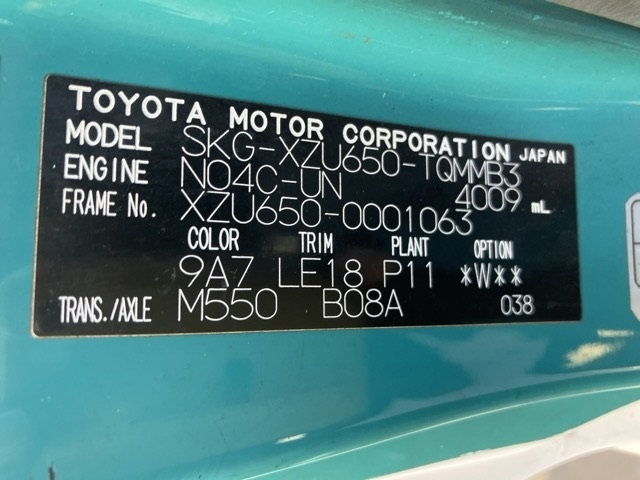 TOYOTA MOTOR CORPORATION JAPAN
MODEL SKG-XZU650-TQMMB3
ENGINE N04C-UN 4009 mL
FRAME No. XZU650-0001063
COLOR TRIM PLANT OPTION
9A7 LE18 P11 *W**
TRANS./AXLE M550 B08A 038